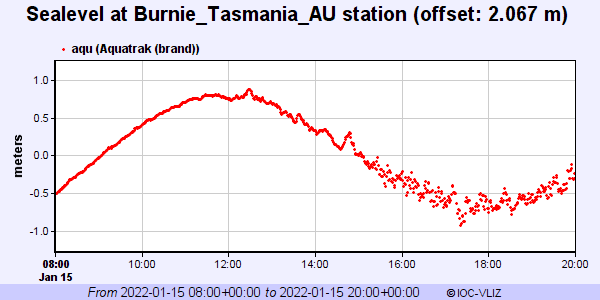 Sealevel at Burnie_Tasmania_AU station (offset: 2.067 m)
aqu (Aquatrak (brand))
1.0
0.5
0.0
-0.5
-1.0
meters
08:00 10:00 12:00 14:00 16:00 18:00 20:00
Jan 15
From 2022-01-15 08:00+00:00 to 2022-01-15 20:00+00:00 © IOC-VLIZ